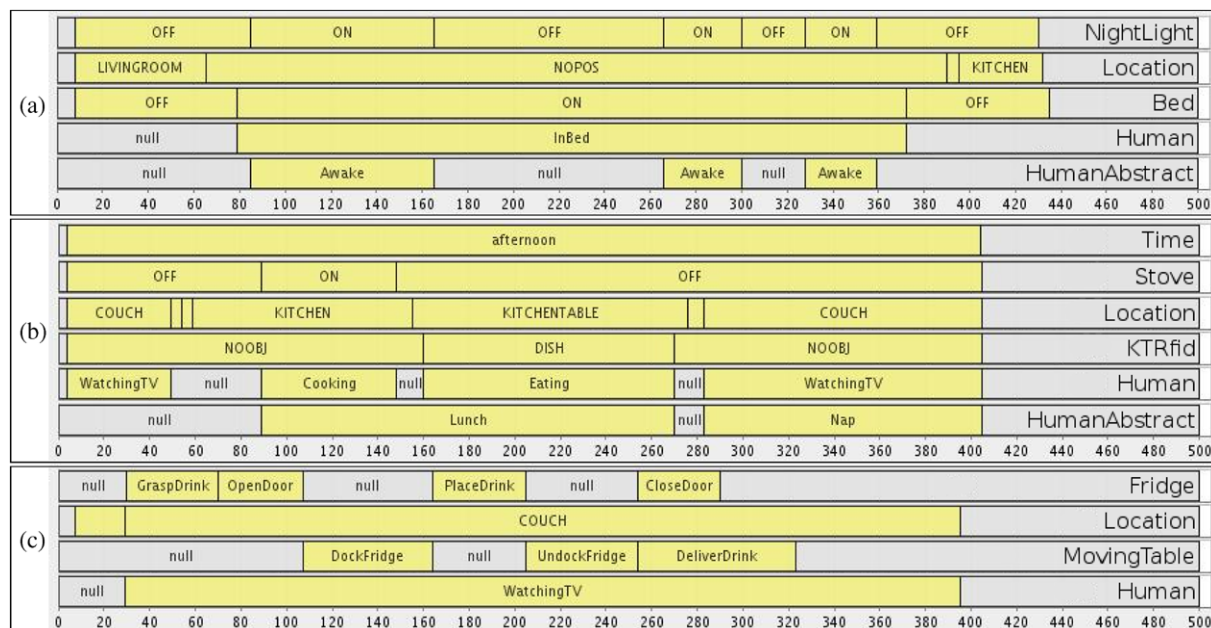 OFF ON OFF ON OFF ON OFF NightLight
LIVINGROOM NOPOS KITCHEN Location
(a) OFF ON OFF Bed
null InBed Human
null Awake null Awake null Awake HumanAbstract
0 20 40 60 80 100 120 140 160 180 200 220 240 260 280 300 320 340 360 380 400 420 440 460 480 500
afternoon Time
OFF ON OFF Stove
COUCH KITCHEN KITCHENTABLE COUCH Location
(b) NOOBJ DISH NOOBJ KTRfid
WatchingTV null Cooking null Eating null WatchingTV Human
null Lunch null Nap HumanAbstract
0 20 40 60 80 100 120 140 160 180 200 220 240 260 280 300 320 340 360 380 400 420 440 460 480 500
null GraspDrink OpenDoor null PlaceDrink null CloseDoor Fridge
COUCH Location
(c) null DockFridge null UndockFridge DeliverDrink MovingTable
null WatchingTV Human
0 20 40 60 80 100 120 140 160 180 200 220 240 260 280 300 320 340 360 380 400 420 440 460 480 500